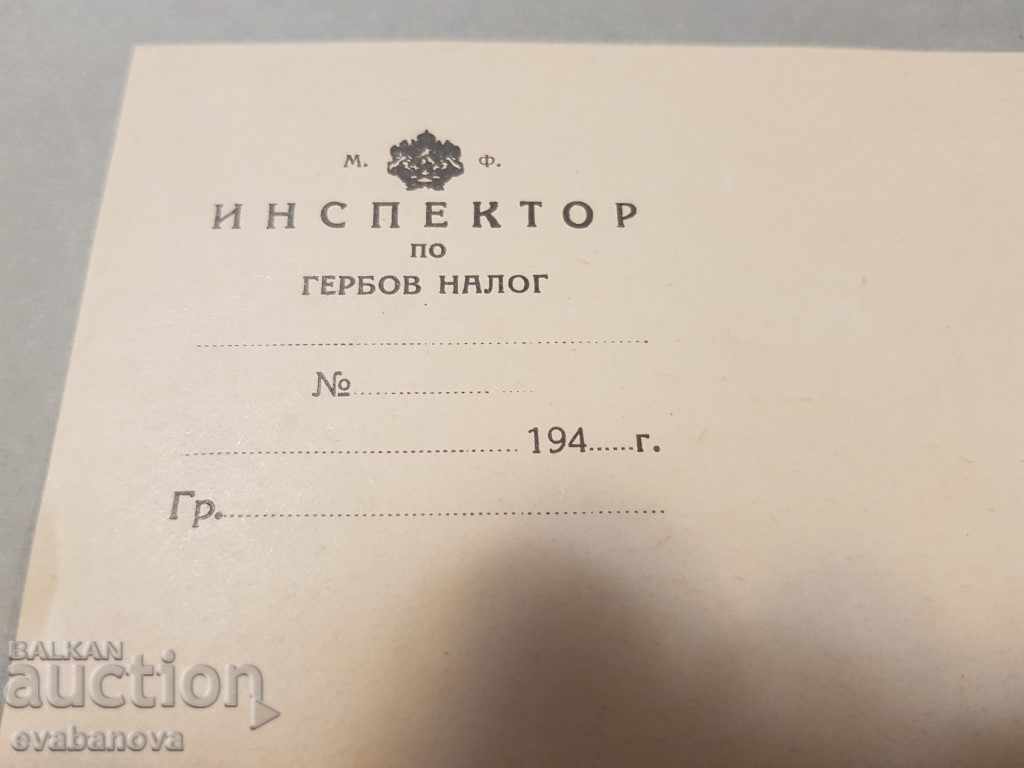 М. Ф.
ИНСПЕКТОР
ПО
ГЕРБОВ НАЛОГ
№
194......г.
Гр.
BALKAN
auction
evabanova